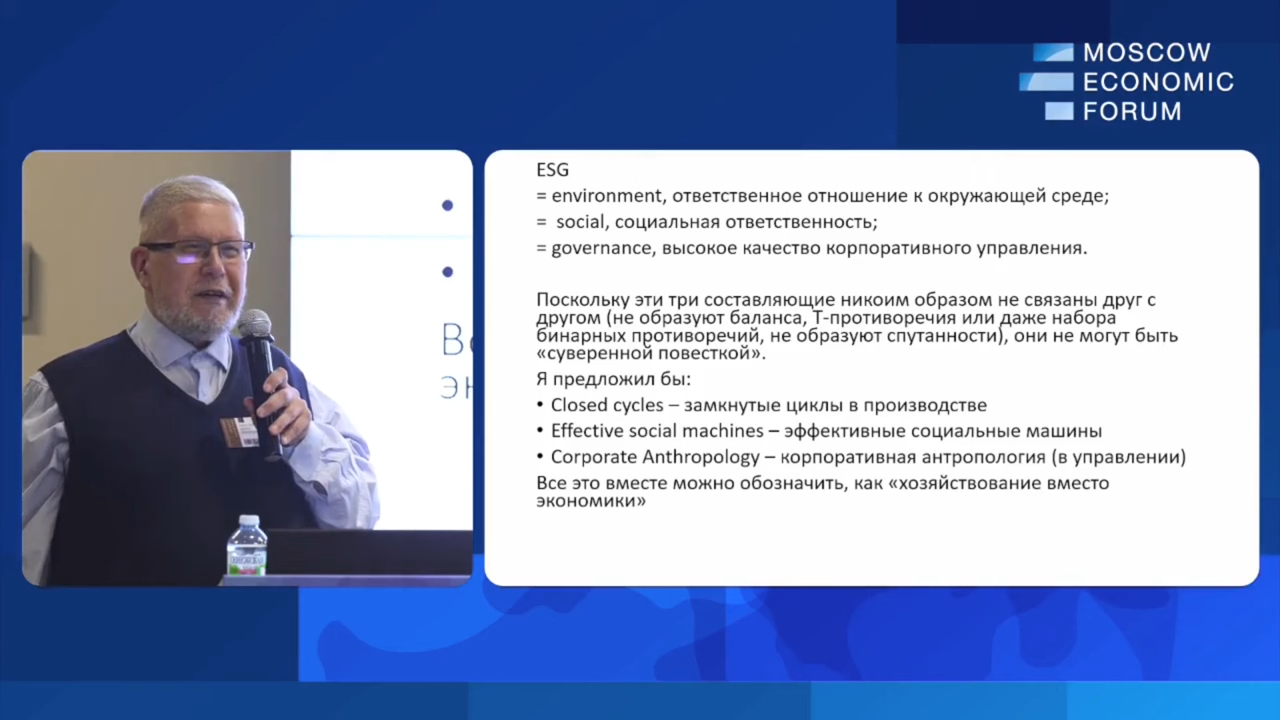 MOSCOW
ECONOMIC
FORUM
ESG
= environment, ответственное отношение к окружающей среде;
= social, социальная ответственность;
= governance, высокое качество корпоративного управления.
Поскольку эти три составляющие никоим образом не связаны друг с
другом (не образуют баланса, Т-противоречия или даже набора
бинарных противоречий, не образуют спутанности), они не могут быть
«суверенной повесткой».
Я предложил бы:
• Closed cycles – замкнутые циклы в производстве
• Effective social machines – эффективные социальные машины
• Corporate Anthropology – корпоративная антропология (в управлении)
Все это вместе можно обозначить, как «хозяйствование вместо
экономики»